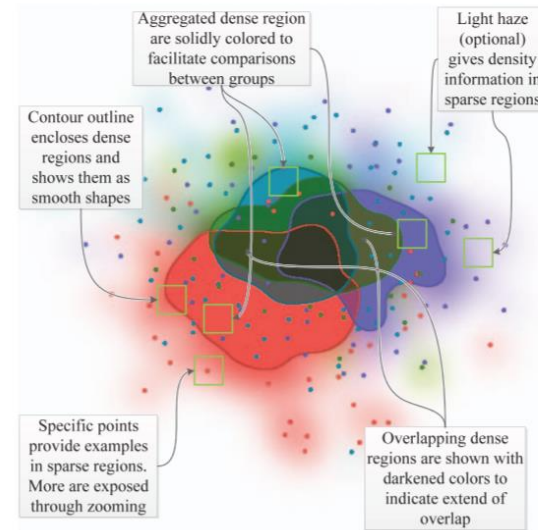 Aggregated dense region
are solidly colored to
facilitate comparisons
between groups
Light haze
(optional)
gives density
information in
sparse regions
Contour outline
encloses dense
regions and
shows them as
smooth shapes
Specific points
provide examples
in sparse regions.
More are exposed
through zooming
Overlapping dense
regions are shown with
darkened colors to
indicate extend of
overlap